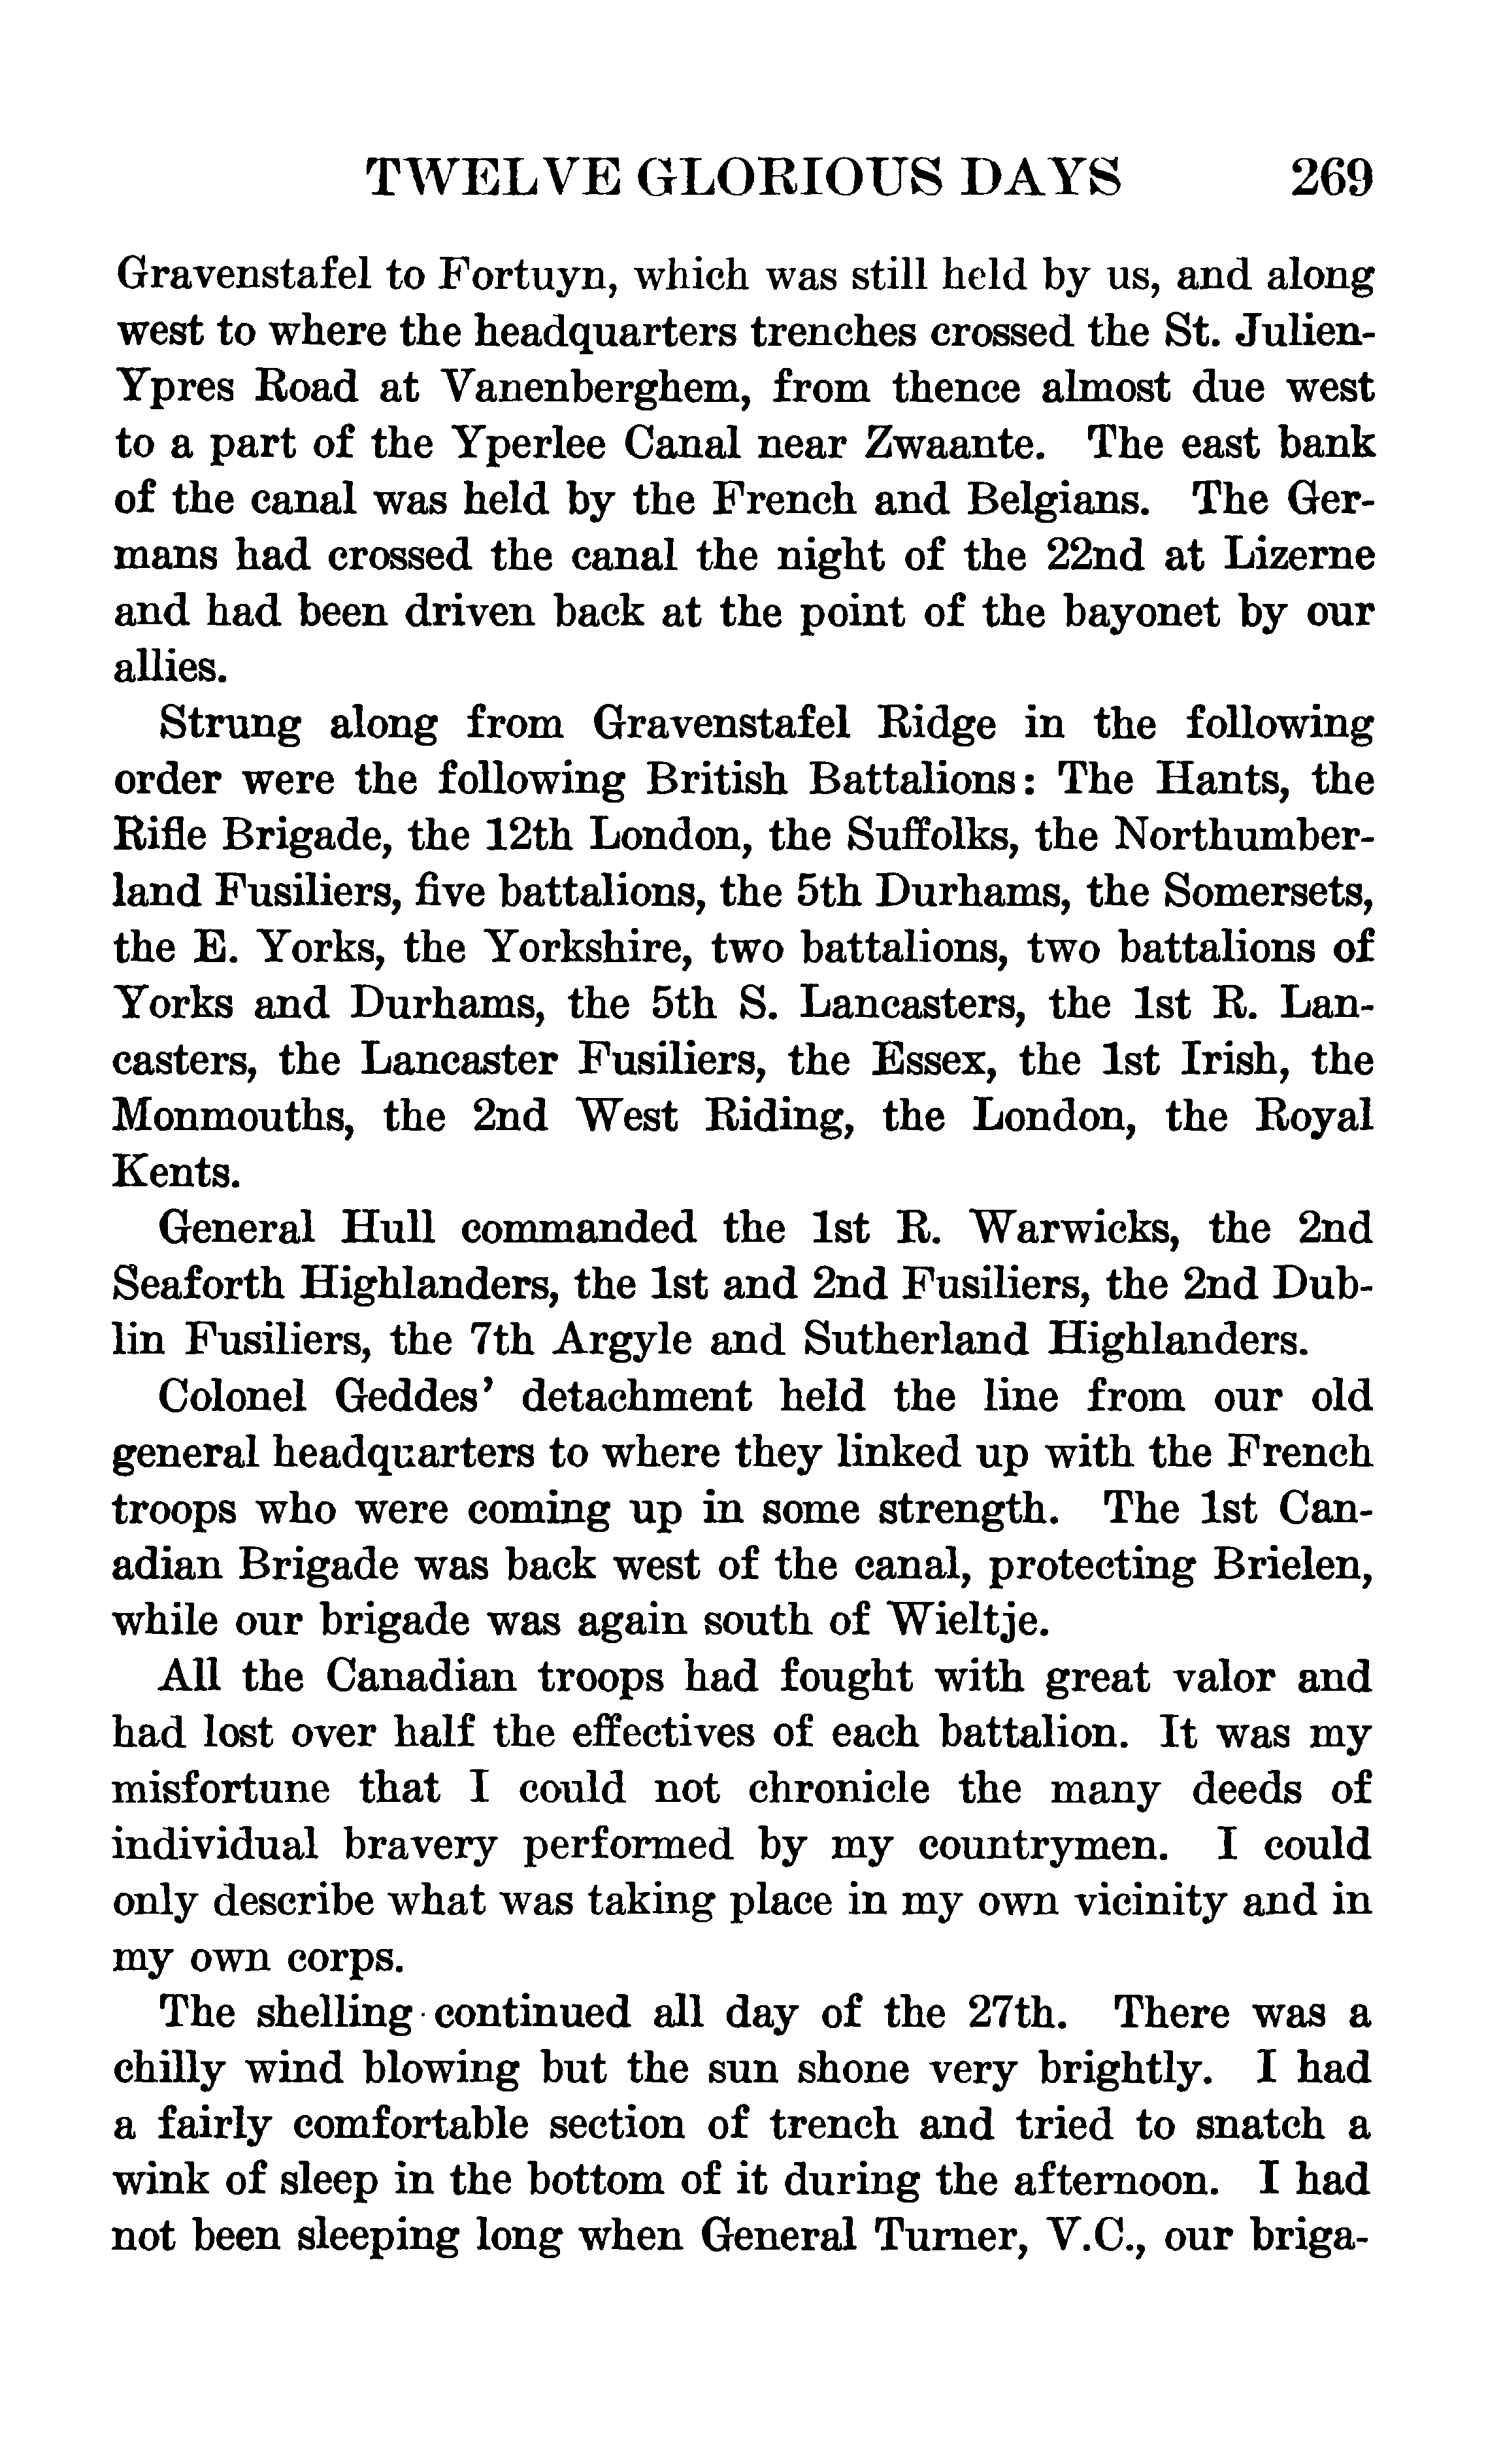 TWELVE GLORIOUS DAYS 269
Gravenstafel to Fortuyn, which was still held by us, and along
west to where the headquarters trenches crossed the St. Julien-
Ypres Road at Vanenberghem, from thence almost due west
to a part of the Yperlee Canal near Zwaante. The east bank
of the canal was held by the French and Belgians. The Ger-
mans had crossed the canal the night of the 22nd at Lizerne
and had been driven back at the point of the bayonet by our
allies.
Strung along from Gravenstafel Ridge in the following
order were the following British Battalions: The Hants, the
Rifle Brigade, the 12th London, the Suffolks, the Northumber-
land Fusiliers, five battalions, the 5th Durhams, the Somersets,
the E. Yorks, the Yorkshire, two battalions, two battalions of
Yorks and Durhams, the 5th S. Lancasters, the 1st R. Lan-
casters, the Lancaster Fusiliers, the Essex, the 1st Irish, the
Monmouths, the 2nd West Riding, the London, the Royal
Kents.
General Hull commanded the 1st R. Warwicks, the 2nd
Seaforth Highlanders, the 1st and 2nd Fusiliers, the 2nd Dub-
lin Fusiliers, the 7th Argyle and Sutherland Highlanders.
Colonel Geddes' detachment held the line from our old
general headquarters to where they linked up with the French
troops who were coming up in some strength. The 1st Can-
adian Brigade was back west of the canal, protecting Brielen,
while our brigade was again south of Wieltje.
All the Canadian troops had fought with great valor and
had lost over half the effectives of each battalion. It was my
misfortune that I could not chronicle the many deeds of
individual bravery performed by my countrymen. I could
only describe what was taking place in my own vicinity and in
my own corps.
The shelling continued all day of the 27th. There was a
chilly wind blowing but the sun shone very brightly. I had
a fairly comfortable section of trench and tried to snatch a
wink of sleep in the bottom of it during the afternoon. I had
not been sleeping long when General Turner, V.C., our briga-